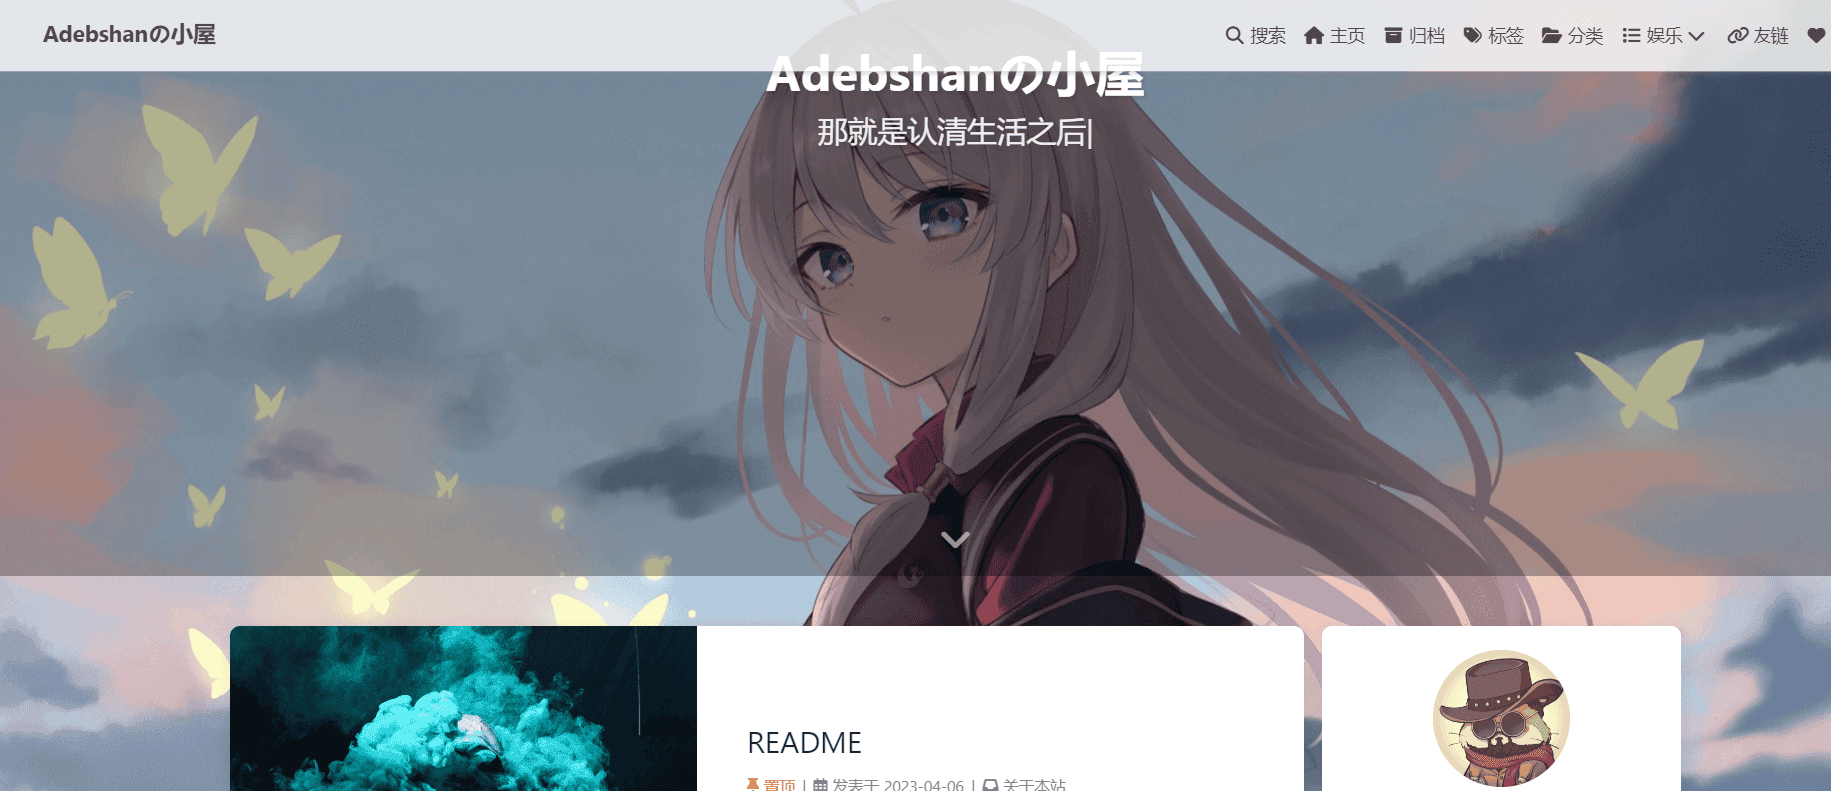 Adebshanの小屋
搜索 主页 归档 标签 分类 娱乐 友链
Adebshanの小屋
那就是认清生活之后|
README
置顶 | 发表于 2023-04-06 | 关于本站